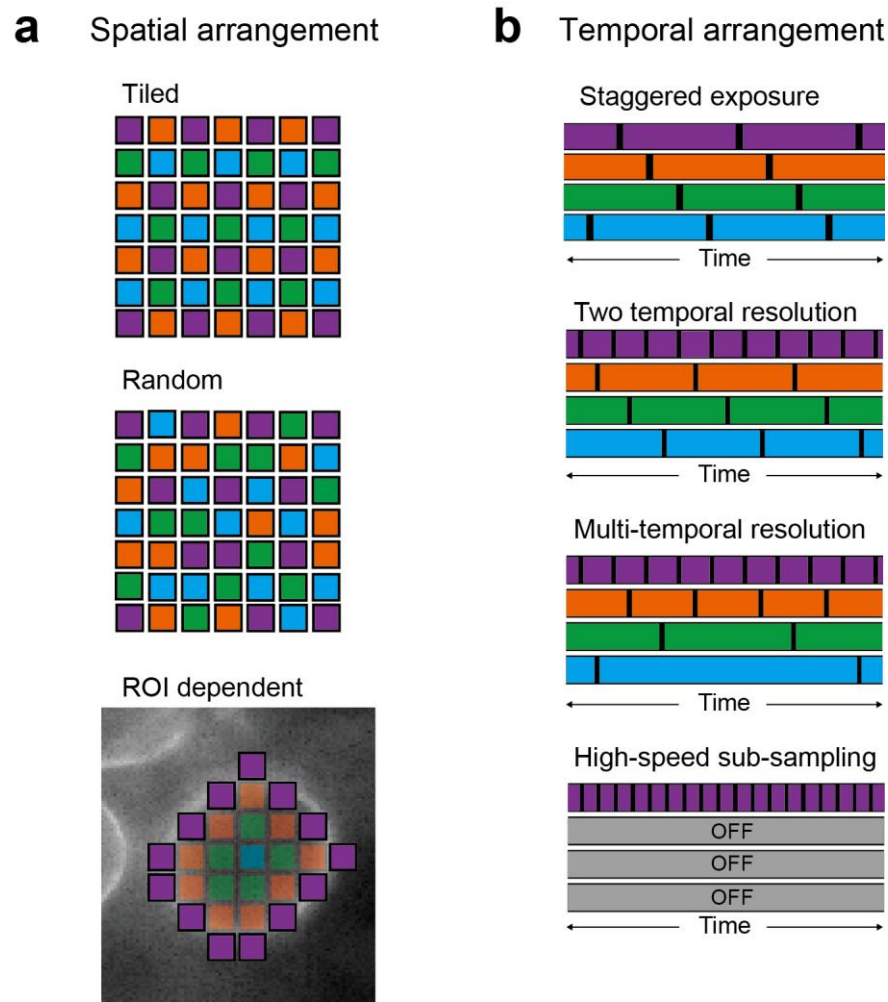 a Spatial arrangement
Tiled
Random
ROI dependent
b Temporal arrangement
Staggered exposure
Time
Two temporal resolution
Time
Multi-temporal resolution
Time
High-speed sub-sampling
OFF
OFF
OFF
Time